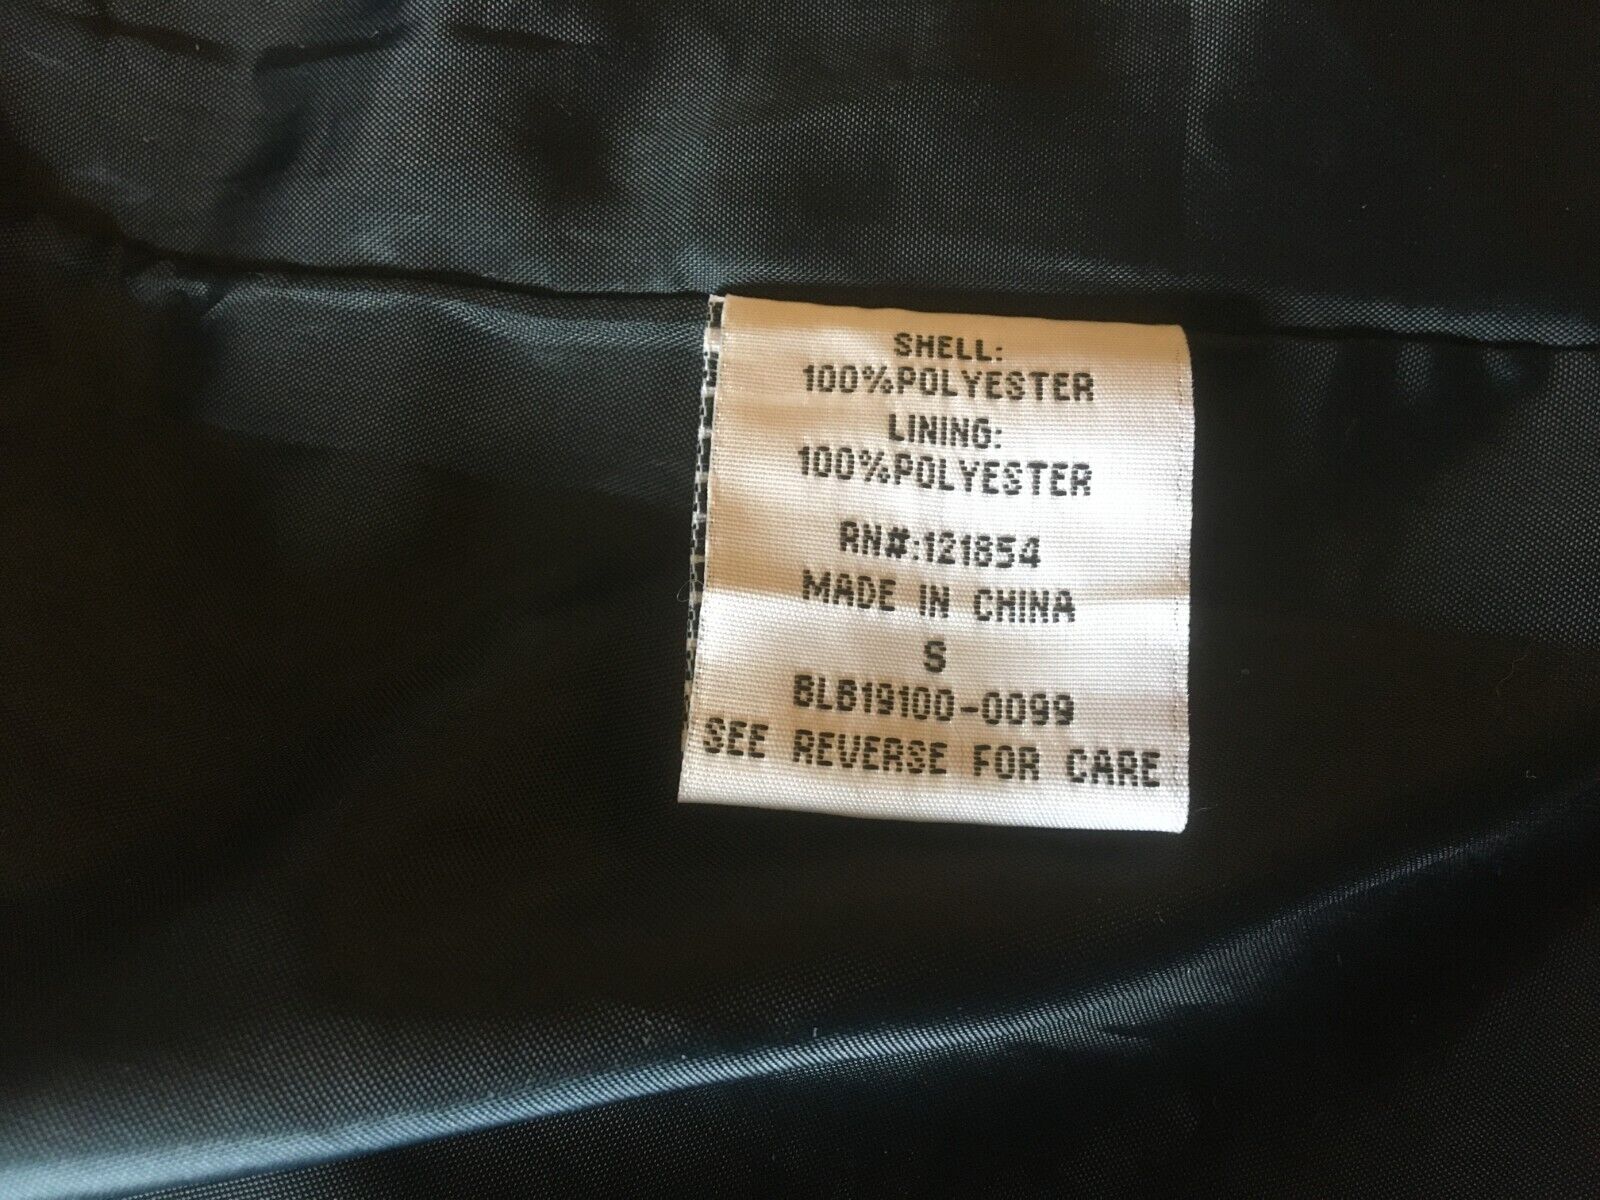 SHELL:
100%POLYESTER
LINING:
100%POLYESTER
RN#:121854
MADE IN CHINA
S
BLB19100-0099
SEE REVERSE FOR CARE